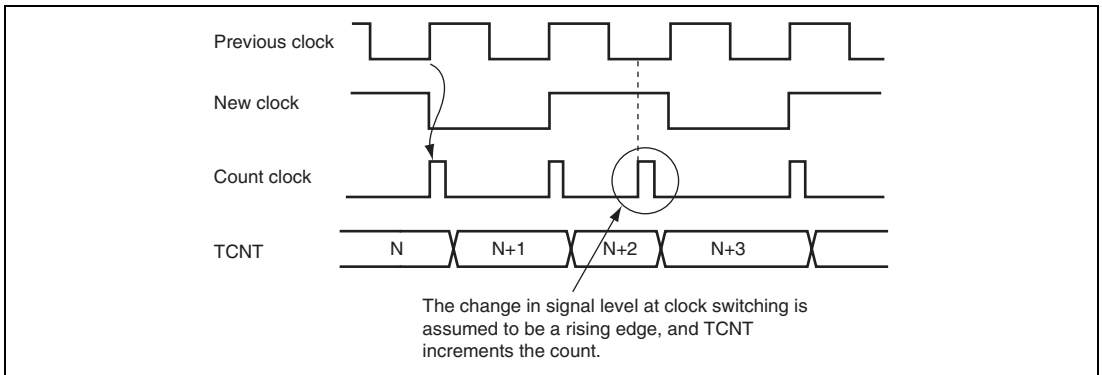 Previous clock
New clock
Count clock
TCNT
N
N+1
N+2
N+3
The change in signal level at clock switching is
assumed to be a rising edge, and TCNT
increments the count.